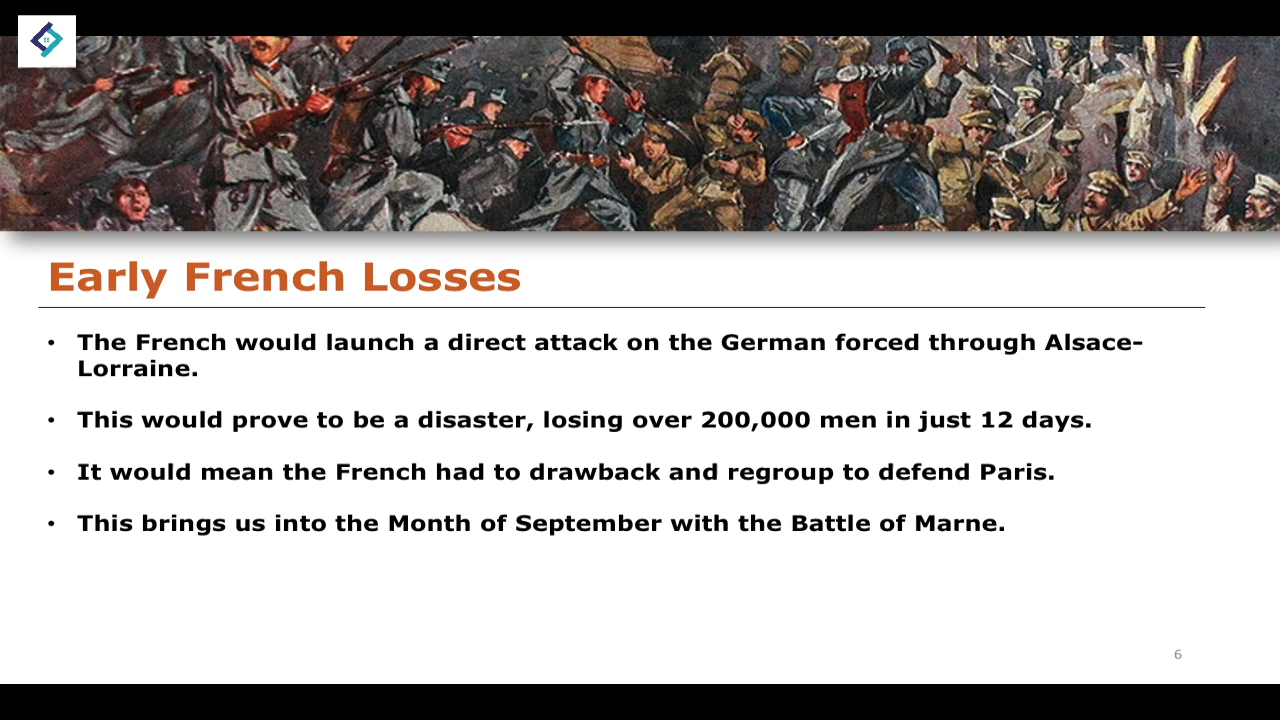 Early French Losses
• The French would launch a direct attack on the German forced through Alsace-
Lorraine.
• This would prove to be a disaster, losing over 200,000 men in just 12 days.
• It would mean the French had to drawback and regroup to defend Paris.
• This brings us into the Month of September with the Battle of Marne.
6